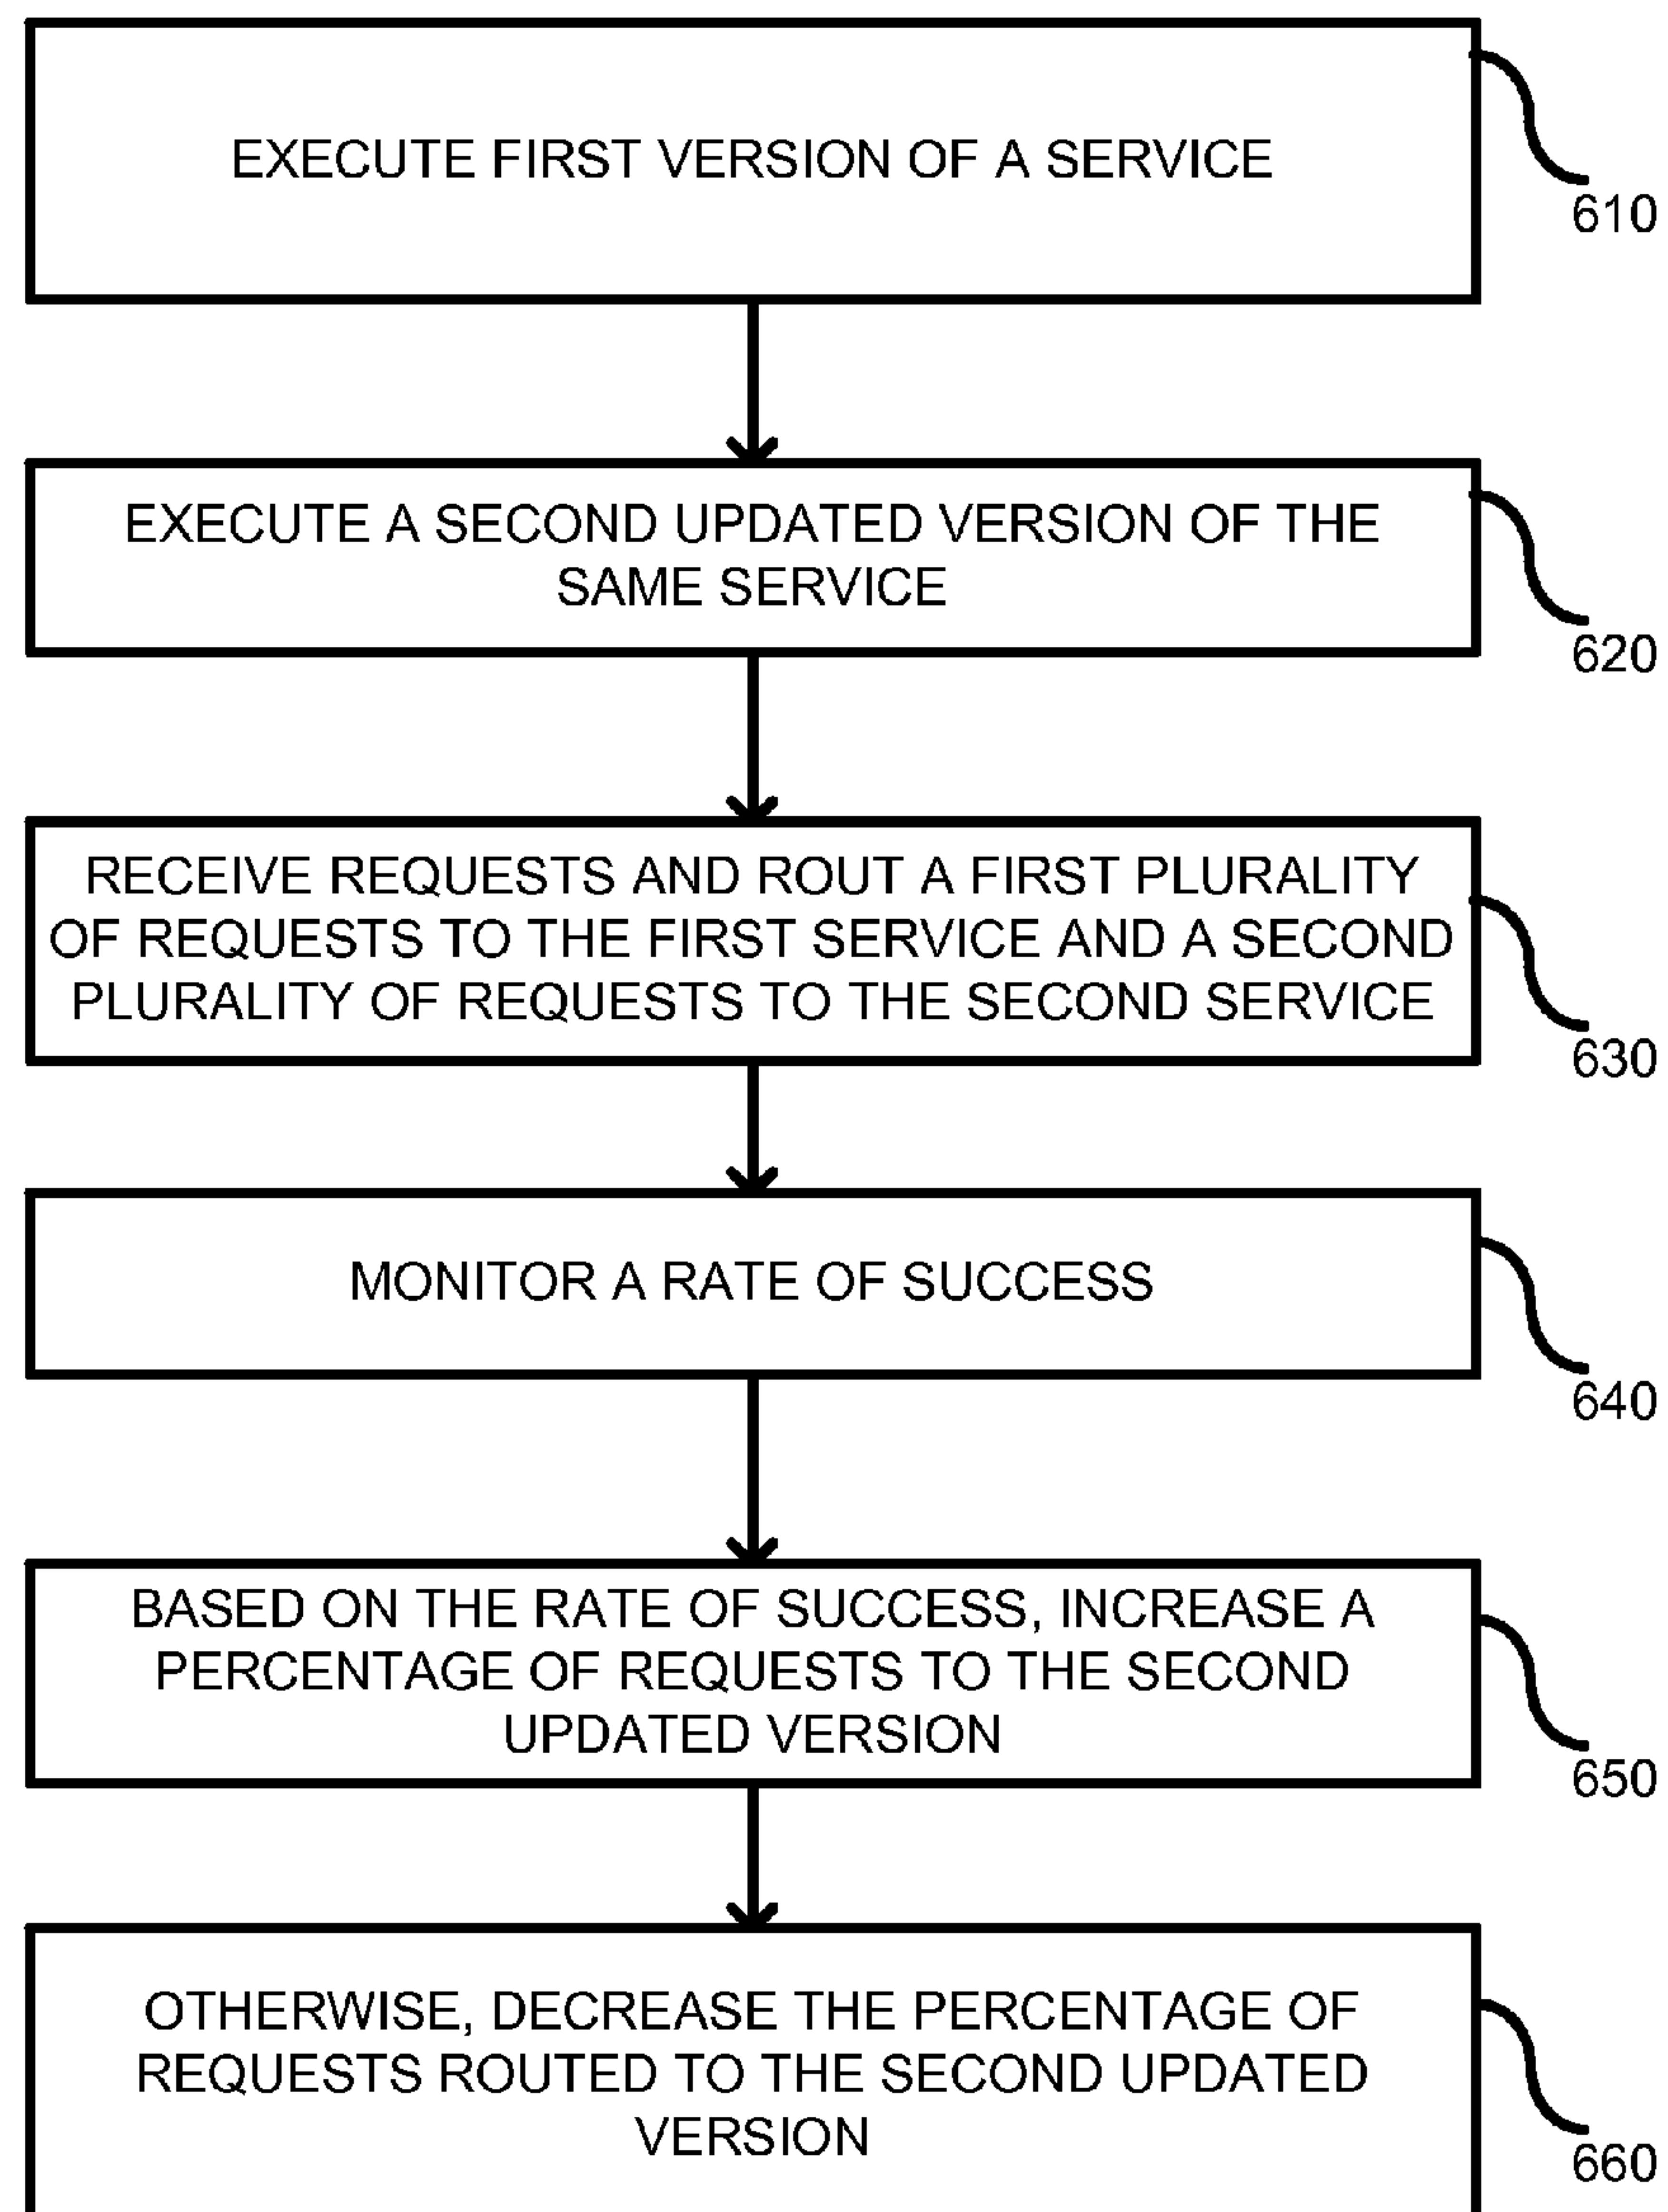 EXECUTE FIRST VERSION OF A SERVICE
610
EXECUTE A SECOND UPDATED VERSION OF THE
SAME SERVICE
620
RECEIVE REQUESTS AND ROUT A FIRST PLURALITY
OF REQUESTS TO THE FIRST SERVICE AND A SECOND
PLURALITY OF REQUESTS TO THE SECOND SERVICE
630
MONITOR A RATE OF SUCCESS
640
BASED ON THE RATE OF SUCCESS, INCREASE A
PERCENTAGE OF REQUESTS TO THE SECOND
UPDATED VERSION
650
OTHERWISE, DECREASE THE PERCENTAGE OF
REQUESTS ROUTED TO THE SECOND UPDATED
VERSION
660